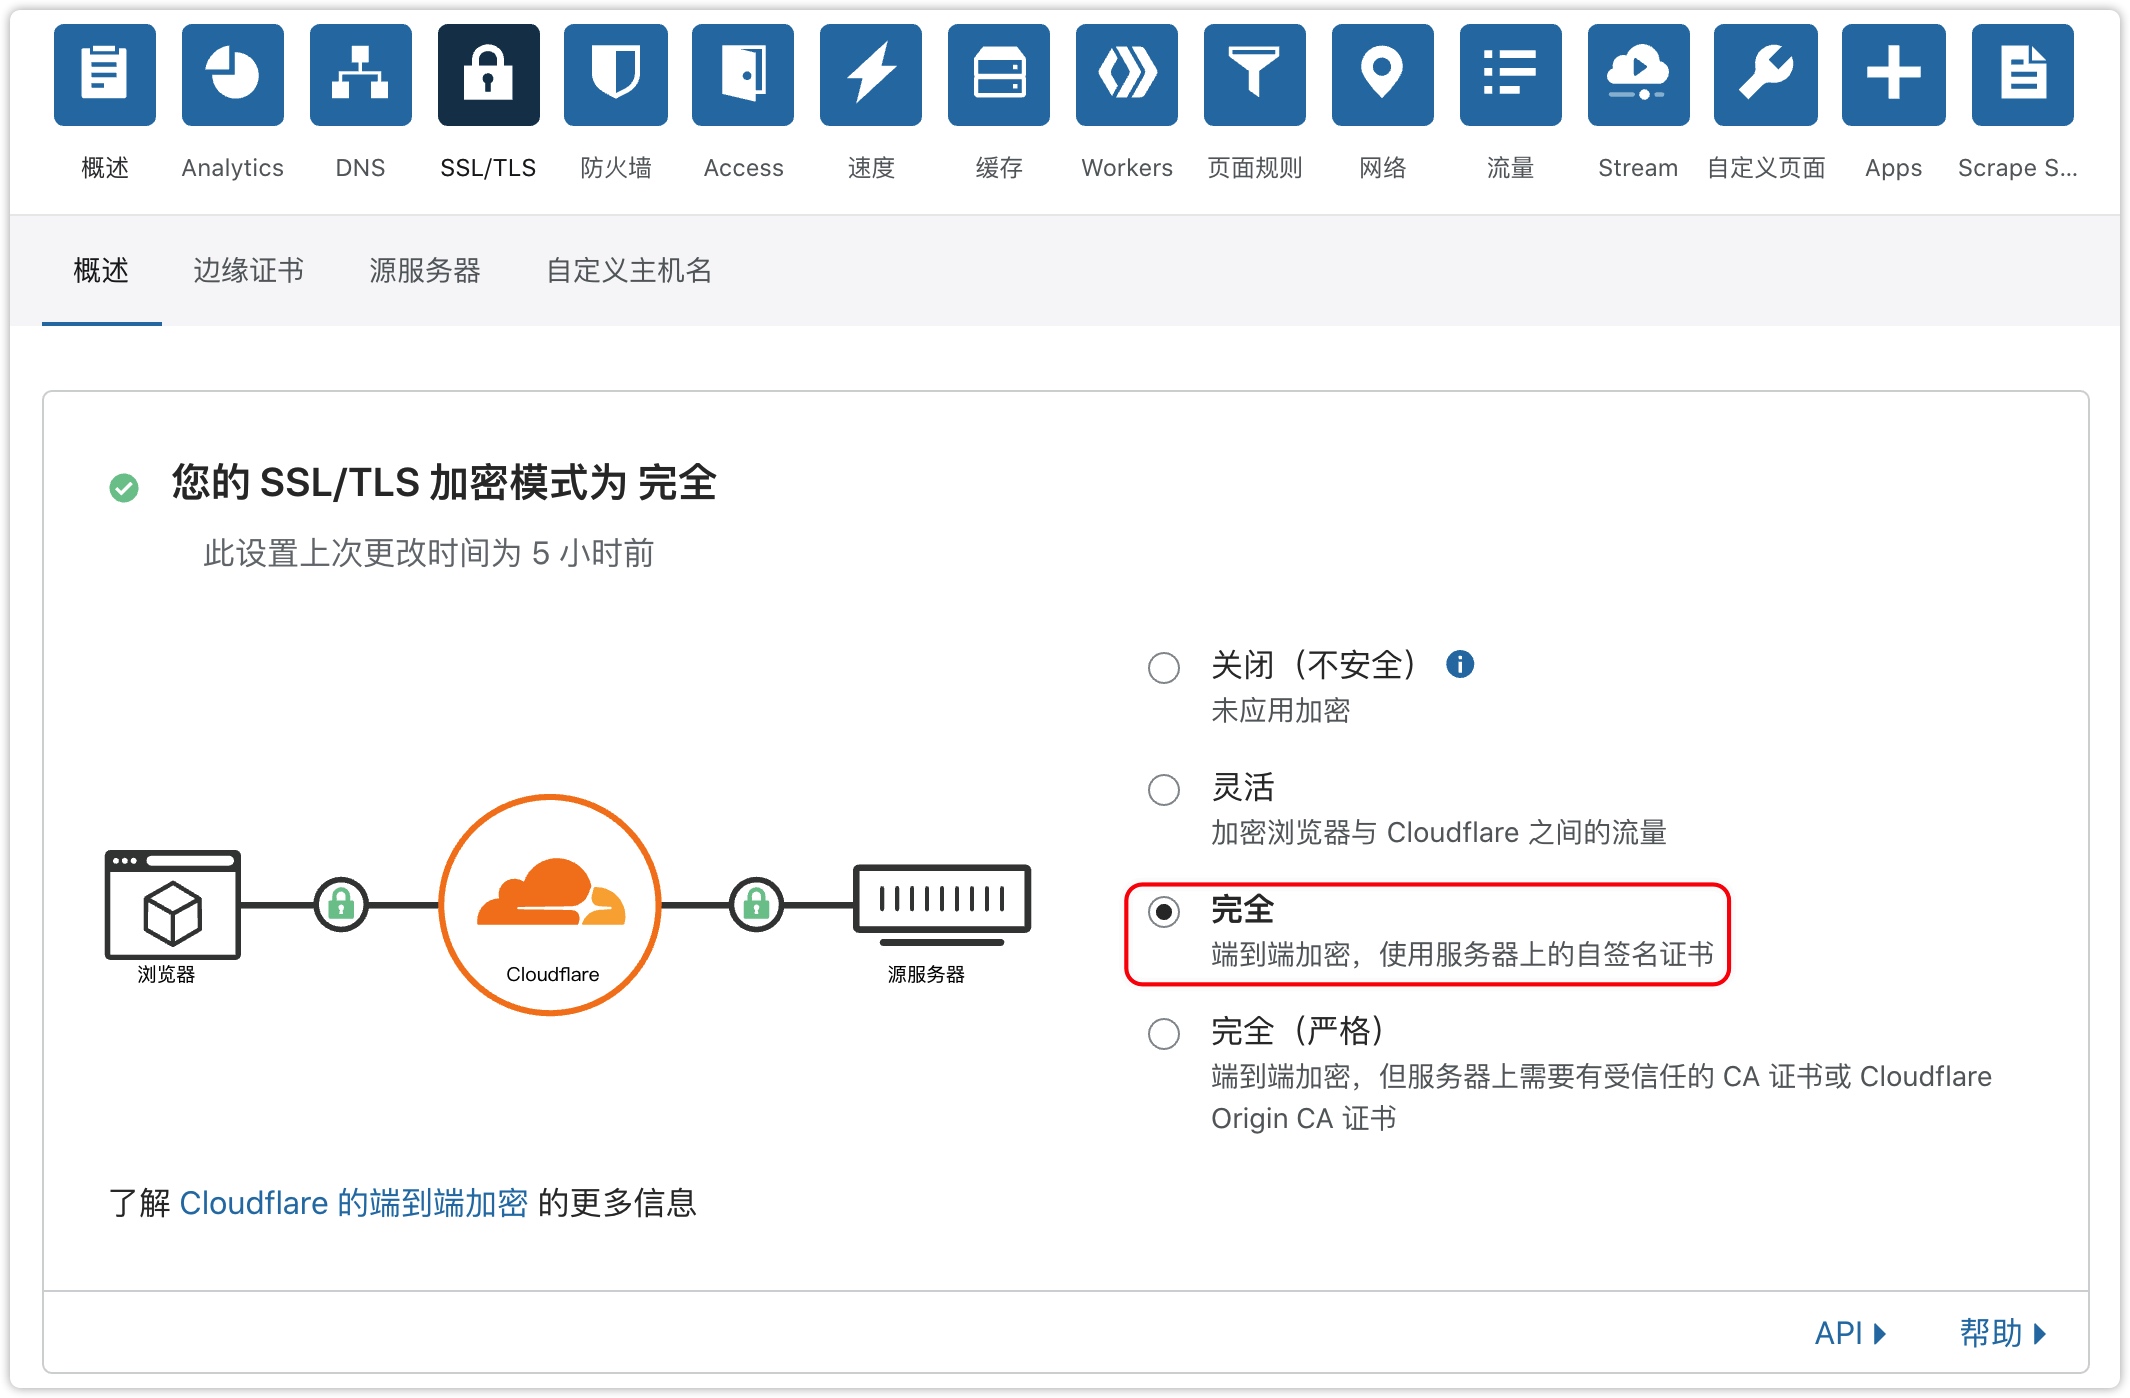 概述
Analytics
DNS
SSL/TLS
防火墙
Access
速度
缓存
Workers
页面规则
网络
流量
Stream
自定义页面
Apps
Scrape S...
概述
边缘证书
源服务器
自定义主机名
您的 SSL/TLS 加密模式为 完全
此设置上次更改时间为 5 小时前
浏览器
Cloudflare
源服务器
关闭（不安全）
未应用加密
灵活
加密浏览器与 Cloudflare 之间的流量
完全
端到端加密，使用服务器上的自签名证书
完全（严格）
端到端加密，但服务器上需要有受信任的 CA 证书或 Cloudflare
Origin CA 证书
了解 Cloudflare 的端到端加密 的更多信息
API
帮助